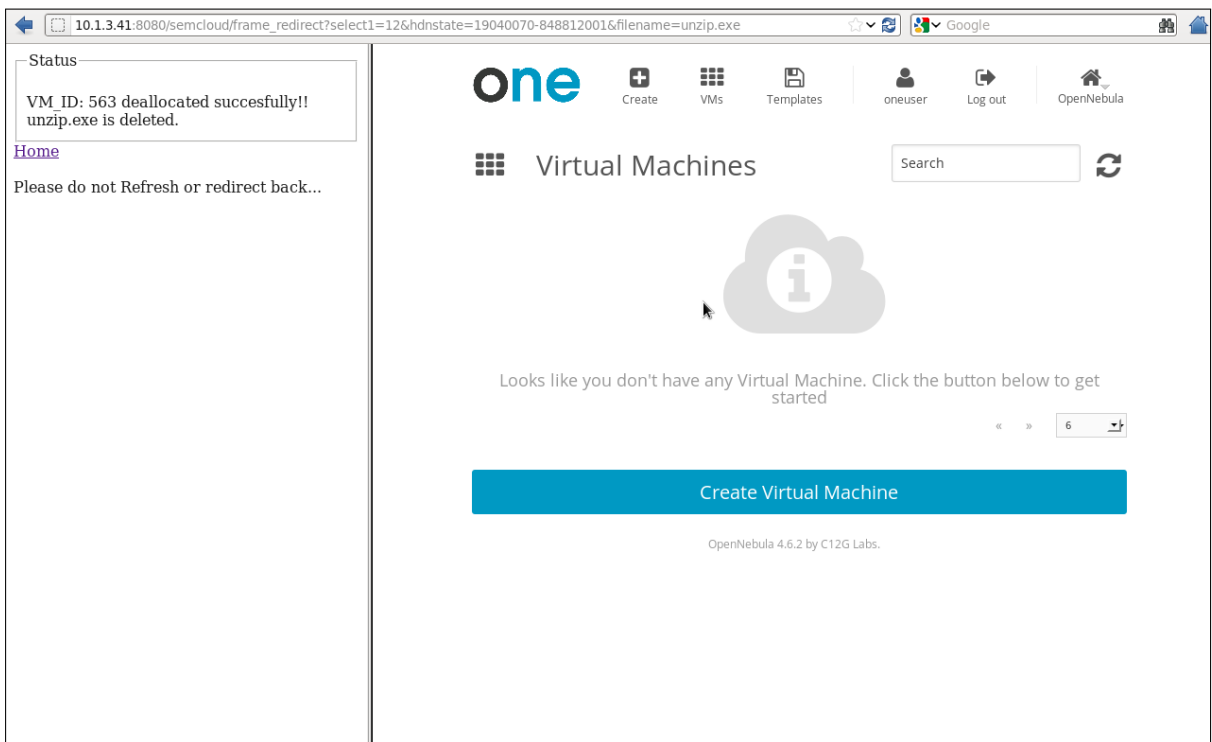 10.1.3.41:8080/semcloud/frame_redirect?select1=12&hdnstate=19040070-848812001&filename=unzip.exe
Google
Status
VM_ID: 563 deallocated succesfully!!
unzip.exe is deleted.
Home
Please do not Refresh or redirect back...
one
Create
VMs
Templates
oneuser
Log out
OpenNebula
Virtual Machines
Search
Looks like you don't have any Virtual Machine. Click the button below to get
started
« » 6
Create Virtual Machine
OpenNebula 4.6.2 by C12G Labs.